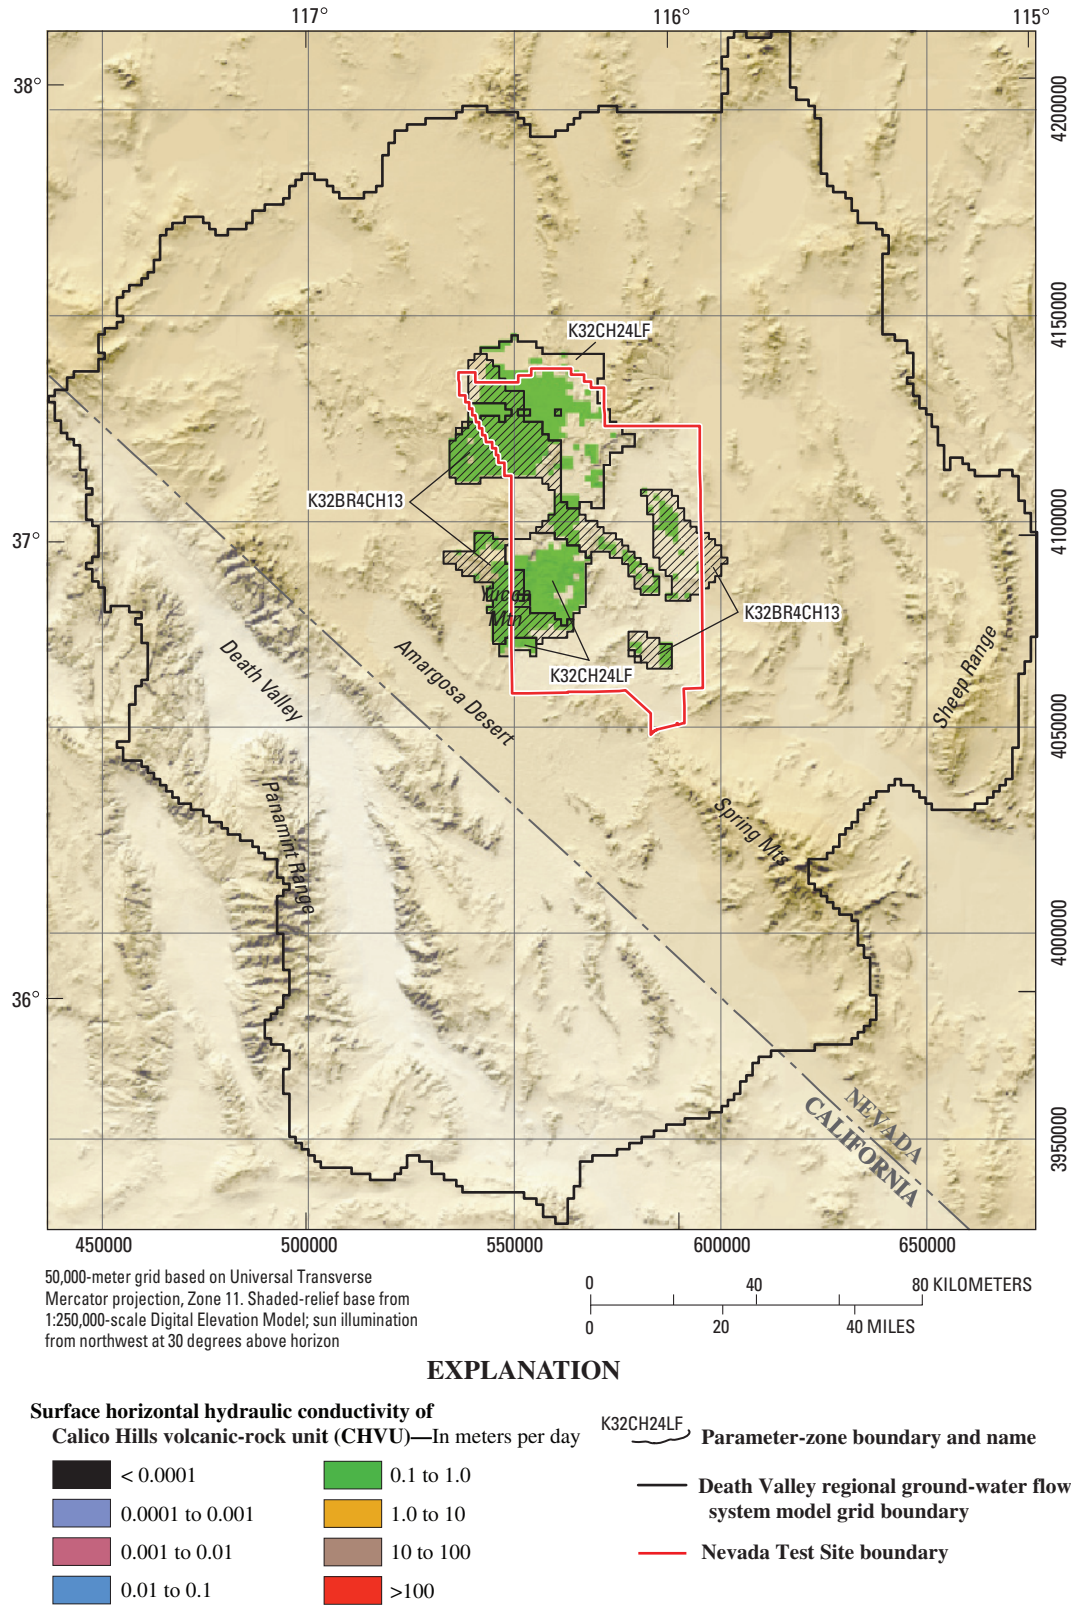 117°
116°
115°
38°
4200000
4150000
K32CH24LF
K32BR4CH13
4100000
37°
Yucca
Mtn
K32BR4CH13
K32CH24LF
Death Valley
Amargosa Desert
Sheep Range
4050000
Panamint Range
Spring Mts
4000000
36°
NEVADA
CALIFORNIA
3950000
450000
500000
550000
600000
650000
50,000-meter grid based on Universal Transverse
Mercator projection, Zone 11. Shaded-relief base from
1:250,000-scale Digital Elevation Model; sun illumination
from northwest at 30 degrees above horizon
0 40 80 KILOMETERS
0 20 40 MILES
EXPLANATION
Surface horizontal hydraulic conductivity of
Calico Hills volcanic-rock unit (CHVU)—In meters per day
< 0.0001
0.0001 to 0.001
0.001 to 0.01
0.01 to 0.1
0.1 to 1.0
1.0 to 10
10 to 100
>100
K32CH24LF
Parameter-zone boundary and name
Death Valley regional ground-water flow
system model grid boundary
Nevada Test Site boundary